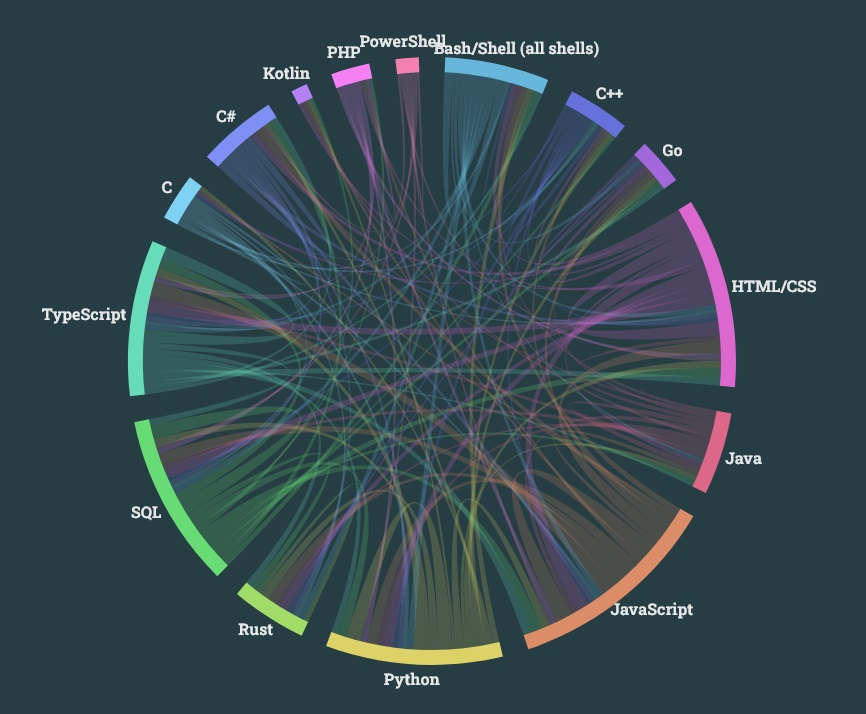 PowerShell
Bash/Shell (all shells)
PHP
Kotlin
C++
C#
Go
C
HTML/CSS
TypeScript
Java
SQL
JavaScript
Rust
Python